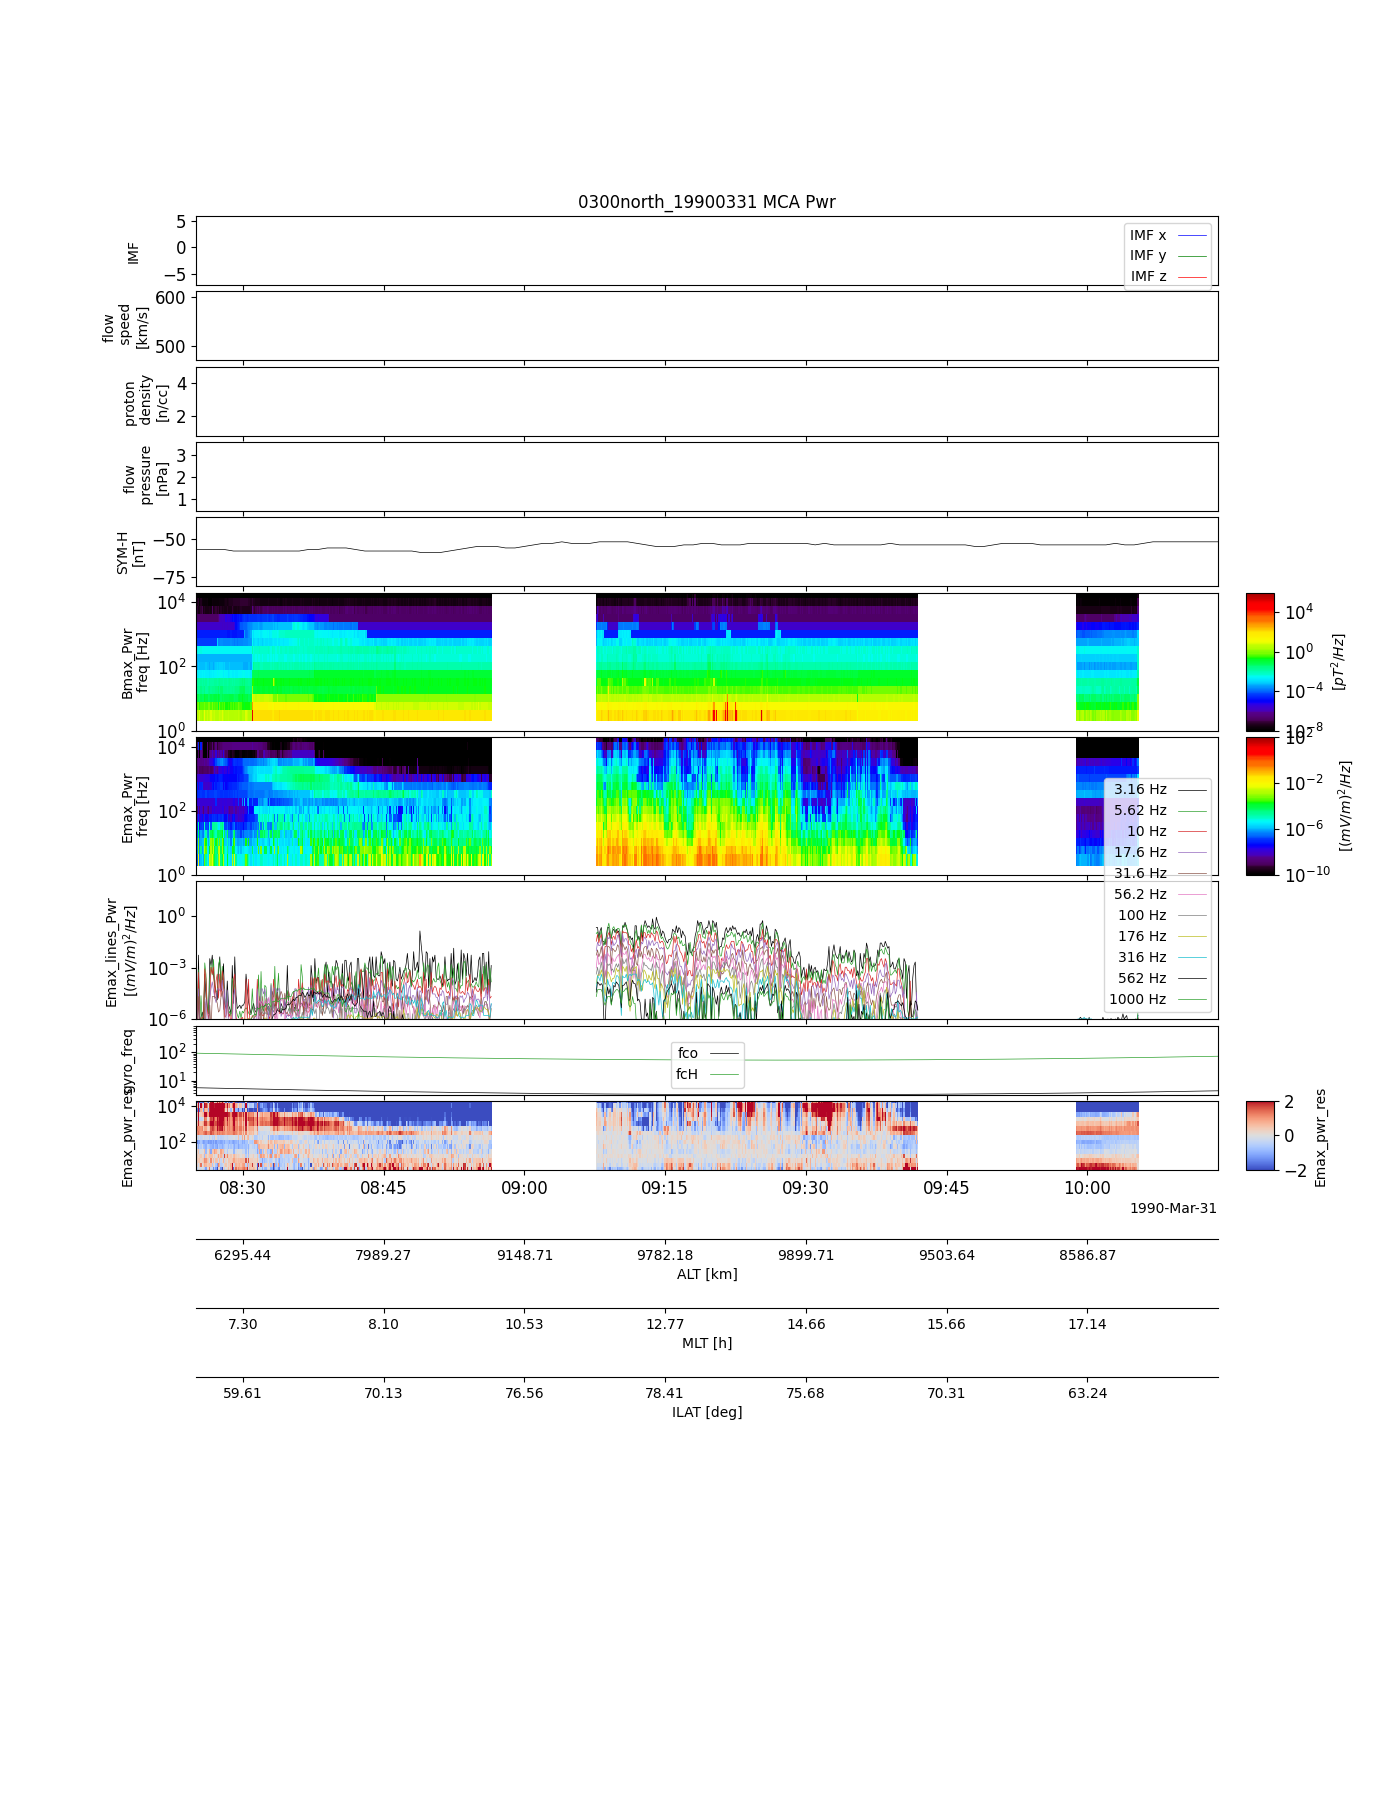 0300north_19900331 MCA Pwr
5
0
−5
IMF
IMF x
IMF y
IMF z
600
500
flow
speed
[km/s]
4
2
proton
density
[n/cc]
3
2
1
flow
pressure
[nPa]
−50
−75
SYM-H
[nT]
10^4
10^2
10^0
Bmax_Pwr
freq [Hz]
10^4
10^0
10^−4
10^−8
[pT^2/Hz]
10^4
10^2
10^0
Emax_Pwr
freq [Hz]
10^2
10^−2
10^−6
10^−10
[(mV/m)^2/Hz]
3.16 Hz
5.62 Hz
10 Hz
17.6 Hz
31.6 Hz
56.2 Hz
100 Hz
176 Hz
316 Hz
562 Hz
1000 Hz
10^0
10^−3
10^−6
Emax_lines_Pwr
[(mV/m)^2/Hz]
10^2
10^1
gyro_freq
fco
fcH
10^4
10^2
Emax_pwr_res
2
0
−2
Emax_pwr_res
08:30 08:45 09:00 09:15 09:30 09:45 10:00
1990-Mar-31
6295.44 7989.27 9148.71 9782.18 9899.71 9503.64 8586.87
ALT [km]
7.30 8.10 10.53 12.77 14.66 15.66 17.14
MLT [h]
59.61 70.13 76.56 78.41 75.68 70.31 63.24
ILAT [deg]